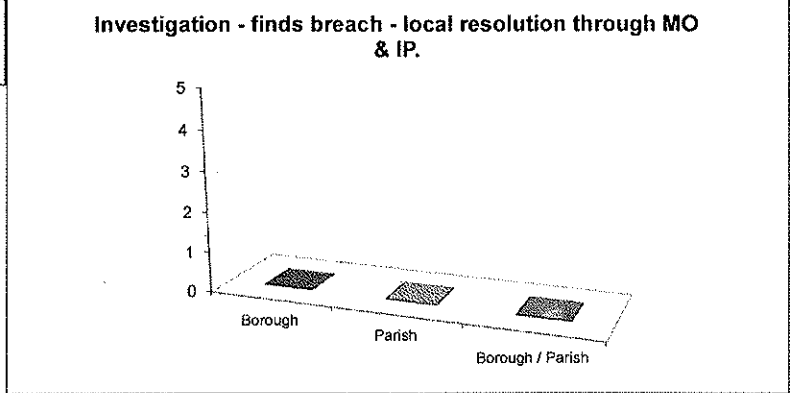 Investigation - finds breach - local resolution through MO
& IP.
5
4
3
2
1
0
Borough
Parish
Borough / Parish